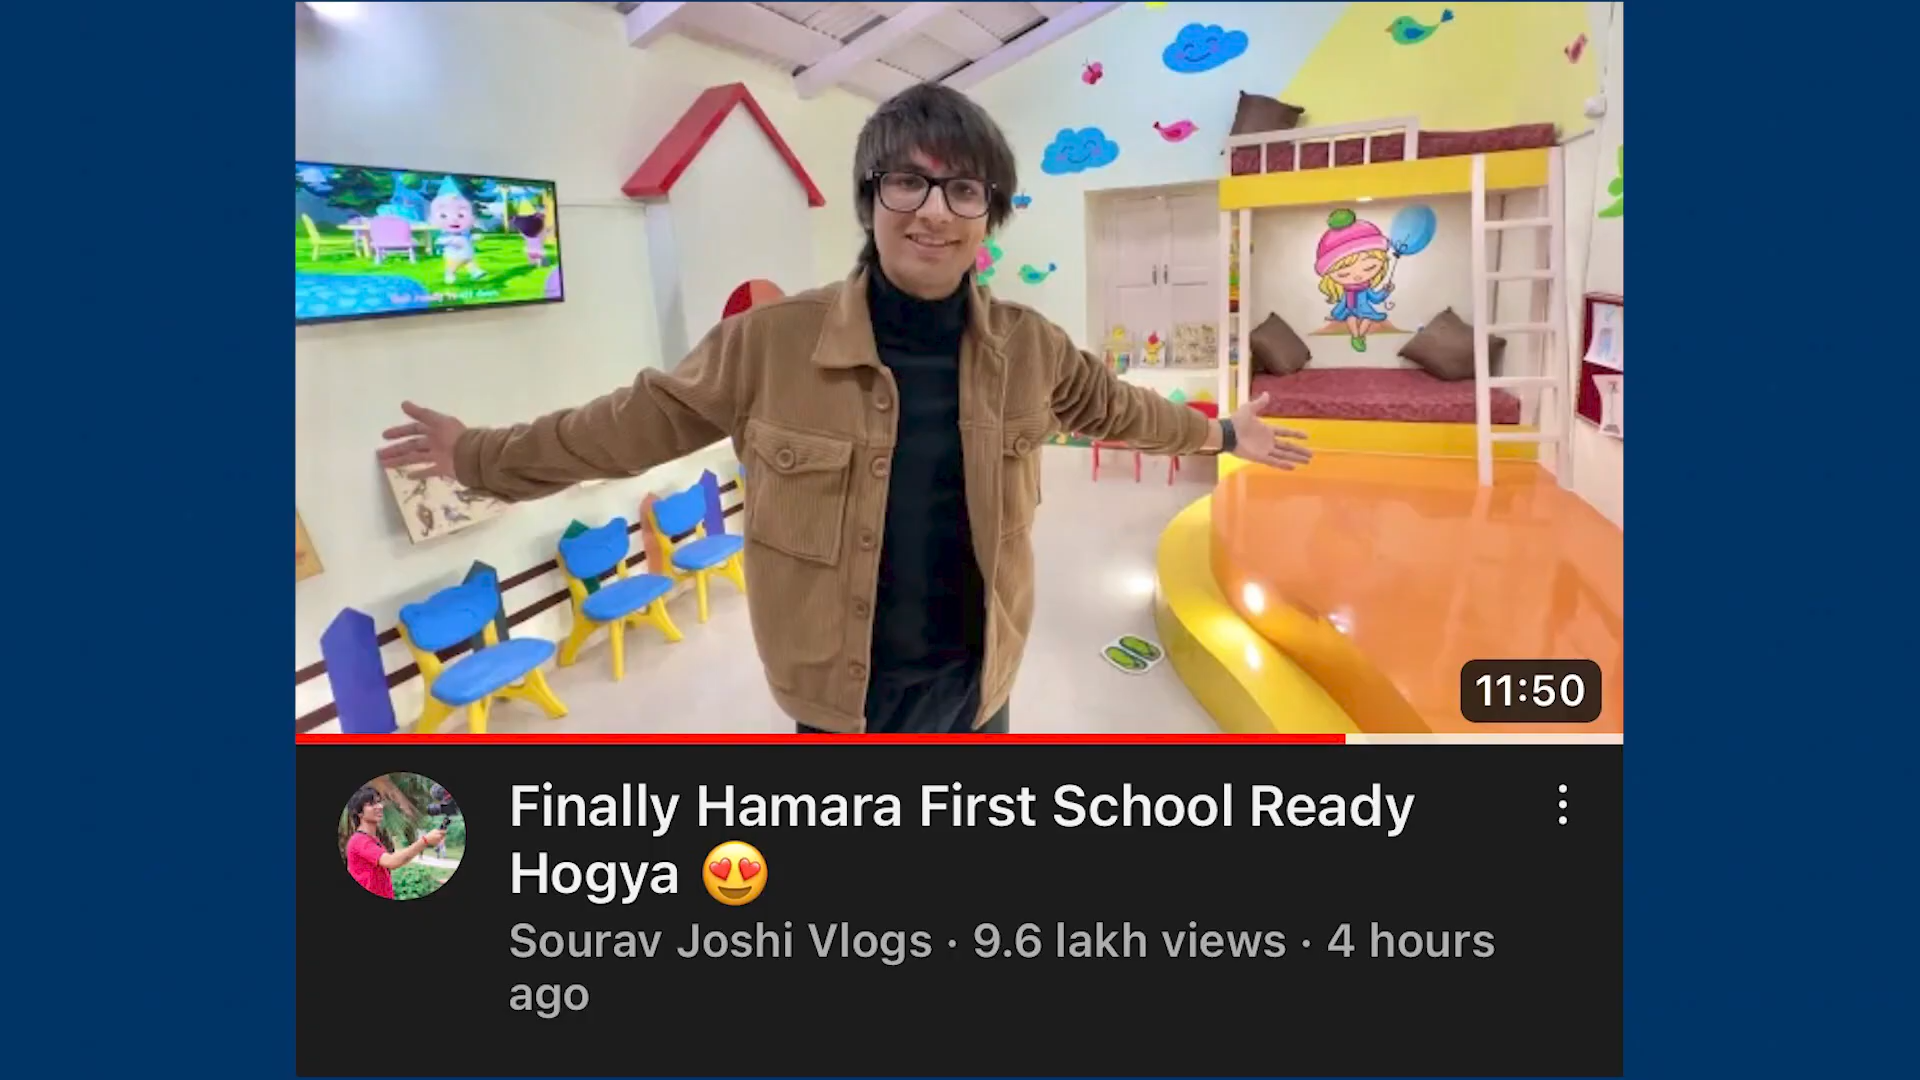 11:50
Finally Hamara First School Ready
Hogya 😍
Sourav Joshi Vlogs · 9.6 lakh views · 4 hours
ago